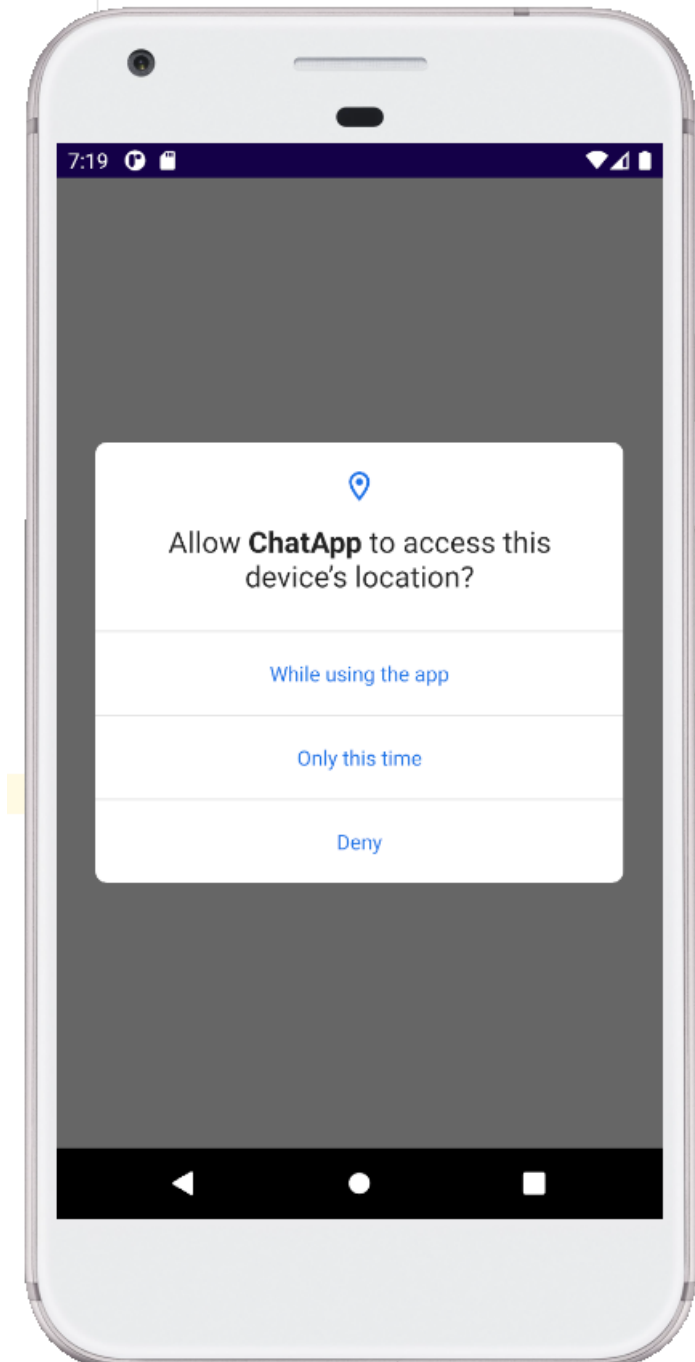 7:19
Allow ChatApp to access this
device's location?
While using the app
Only this time
Deny